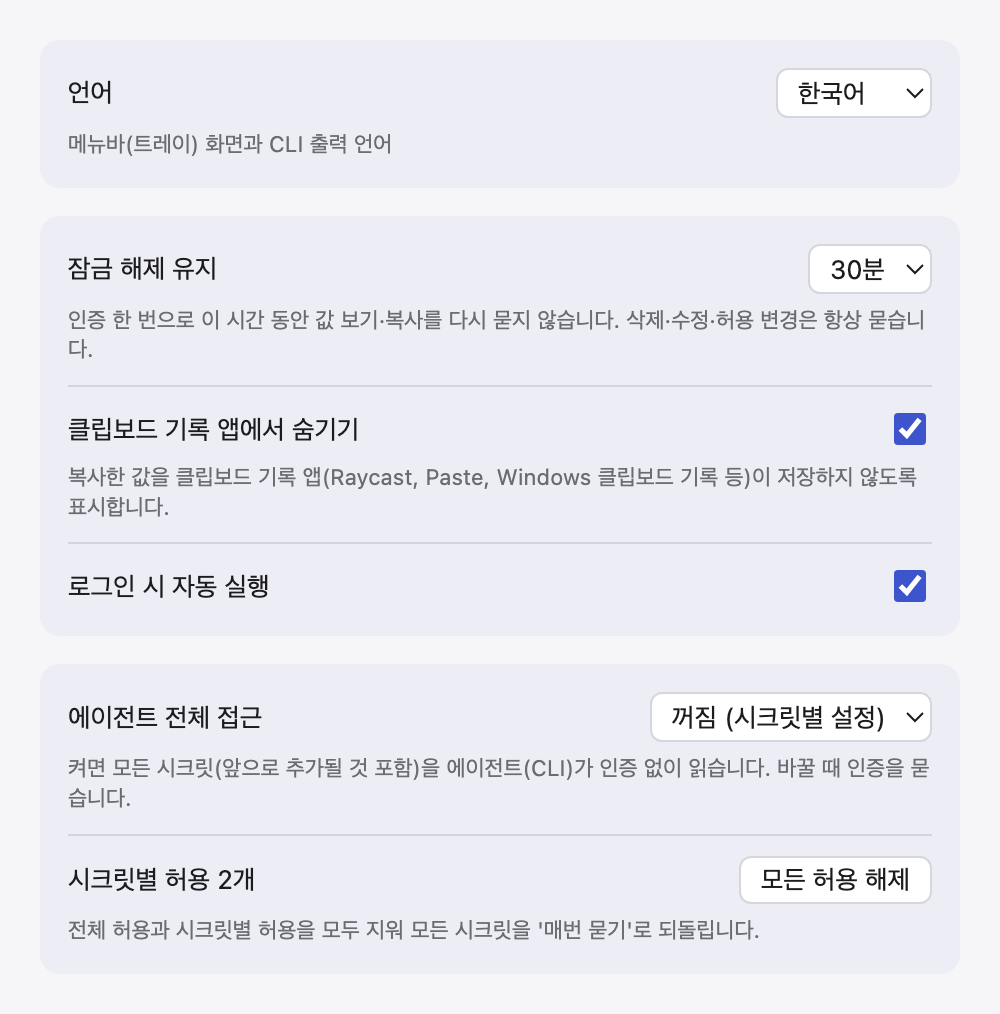 언어
한국어
메뉴바(트레이) 화면과 CLI 출력 언어
잠금 해제 유지
30분
인증 한 번으로 이 시간 동안 값 보기·복사를 다시 묻지 않습니다. 삭제·수정·허용 변경은 항상 묻습니
다.
클립보드 기록 앱에서 숨기기
복사한 값을 클립보드 기록 앱(Raycast, Paste, Windows 클립보드 기록 등)이 저장하지 않도록
표시합니다.
로그인 시 자동 실행
에이전트 전체 접근
꺼짐 (시크릿별 설정)
켜면 모든 시크릿(앞으로 추가될 것 포함)을 에이전트(CLI)가 인증 없이 읽습니다. 바꿀 때 인증을 묻
습니다.
시크릿별 허용 2개
모든 허용 해제
전체 허용과 시크릿별 허용을 모두 지워 모든 시크릿을 '매번 묻기'로 되돌립니다.